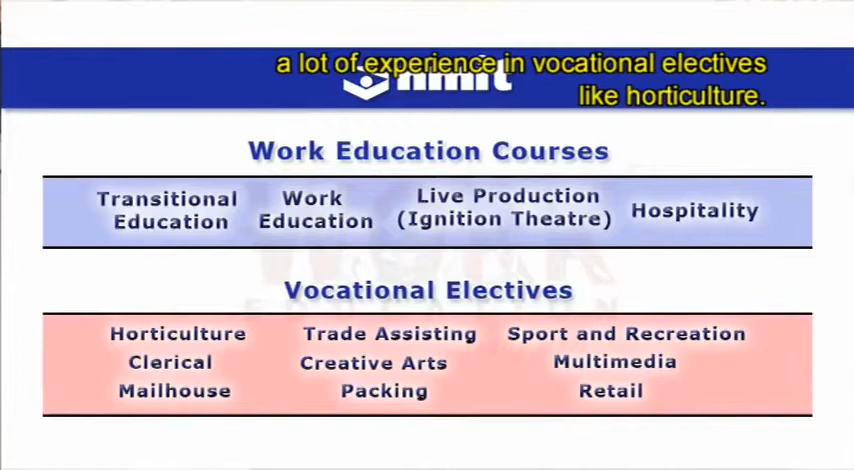 a lot of experience in vocational electives
like horticulture.
nmit
Work Education Courses
Transitional Education
Work Education
Live Production (Ignition Theatre)
Hospitality
Vocational Electives
Horticulture Trade Assisting Sport and Recreation
Clerical Creative Arts Multimedia
Mailhouse Packing Retail